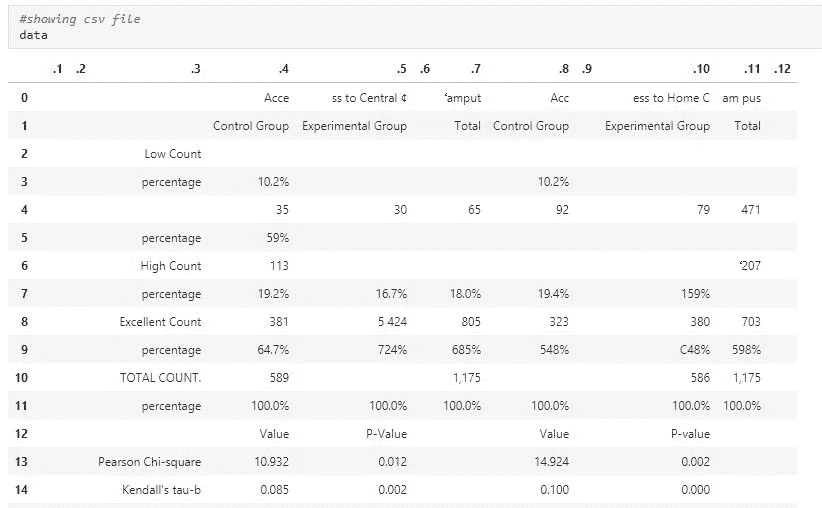 #showing csv file
data
.1 .2 .3 .4 .5 .6 .7 .8 .9 .10 .11 .12
0 Acce ss to Central ¢ ‘amput Acc ess to Home C am pus
1 Control Group Experimental Group Total Control Group Experimental Group Total
2 Low Count
3 percentage 10.2% 10.2%
4 35 30 65 92 79 471
5 percentage 59%
6 High Count 113 ‘207
7 percentage 19.2% 16.7% 18.0% 19.4% 159%
8 Excellent Count 381 5 424 805 323 380 703
9 percentage 64.7% 724% 685% 548% C48% 598%
10 TOTAL COUNT. 589 1,175 586 1,175
11 percentage 100.0% 100.0% 100.0% 100.0% 100.0% 100.0%
12 Value P-Value Value P-value
13 Pearson Chi-square 10.932 0.012 14.924 0.002
14 Kendall's tau-b 0.085 0.002 0.100 0.000